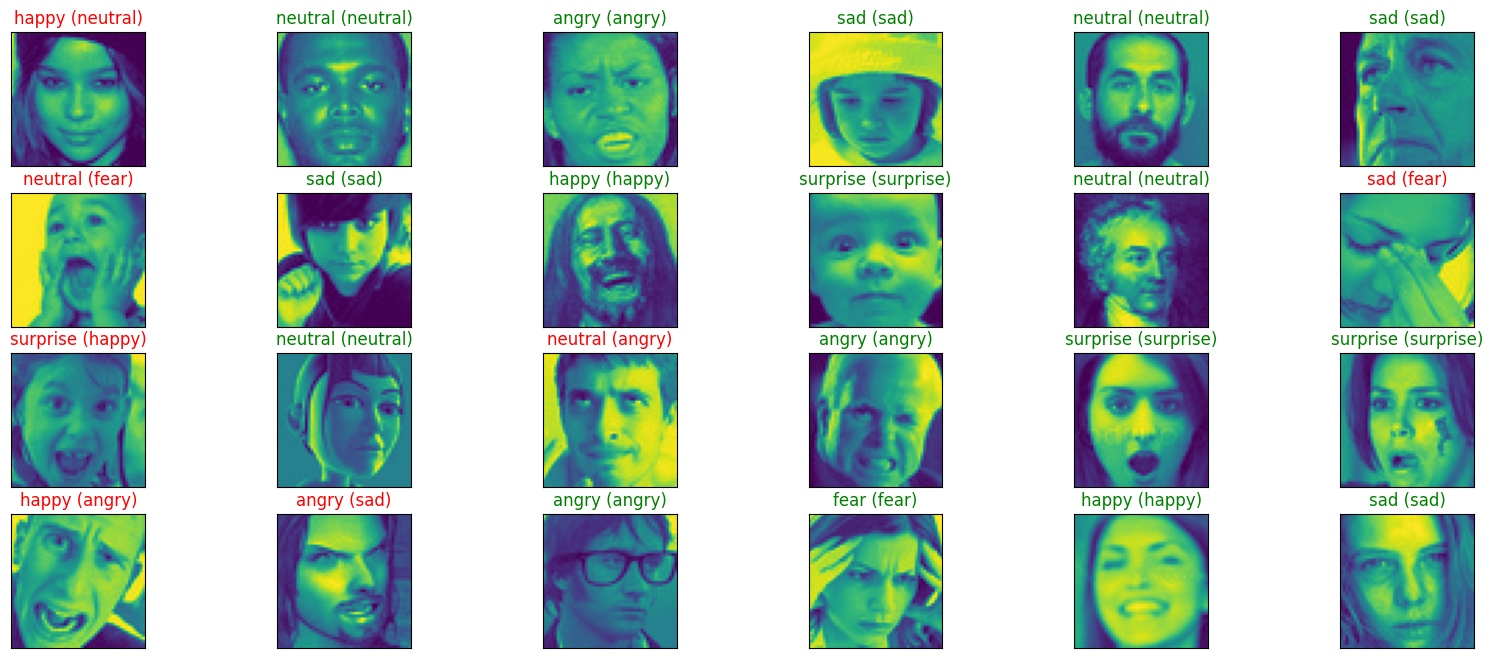 happy (neutral) neutral (neutral) angry (angry) sad (sad) neutral (neutral) sad (sad)
neutral (fear) sad (sad) happy (happy) surprise (surprise) neutral (neutral) sad (fear)
surprise (happy) neutral (neutral) neutral (angry) angry (angry) surprise (surprise) surprise (surprise)
happy (angry) angry (sad) angry (angry) fear (fear) happy (happy) sad (sad)